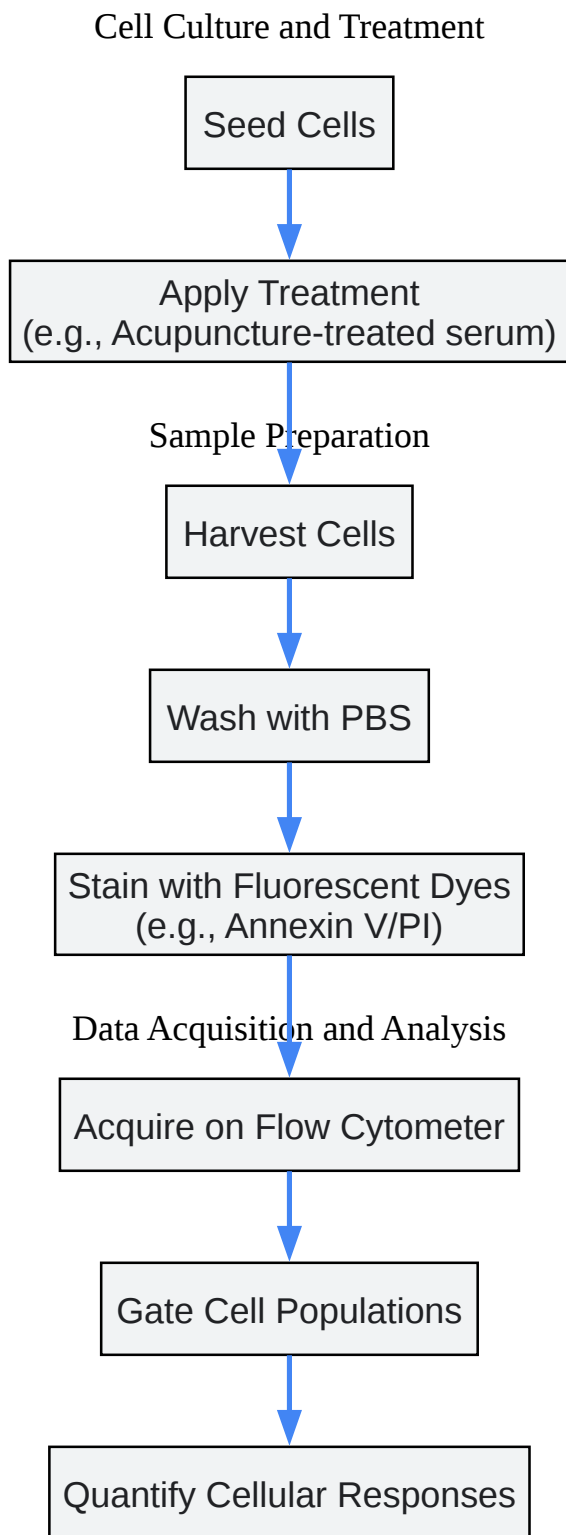 Cell Culture and Treatment
Seed Cells
Apply Treatment
(e.g., Acupuncture-treated serum)
Sample Preparation
Harvest Cells
Wash with PBS
Stain with Fluorescent Dyes
(e.g., Annexin V/PI)
Data Acquisition and Analysis
Acquire on Flow Cytometer
Gate Cell Populations
Quantify Cellular Responses